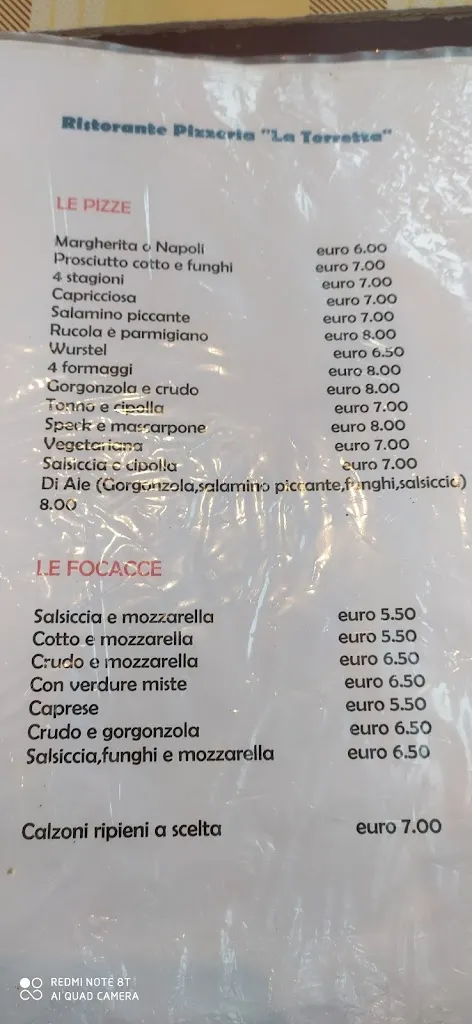 Ristorante Pizzeria "La Torretta"
LE PIZZE
Margherita o Napoli euro 6.00
Prosciutto cotto e funghi euro 7.00
4 stagioni euro 7.00
Capricciosa euro 7.00
Salamino piccante euro 7.00
Rucola è parmigiano euro 8.00
Wurstel euro 6.50
4 formaggi euro 8.00
Gorgonzola e crudo euro 8.00
Tonno e cipolla euro 7.00
Speck e mascarpone euro 8.00
Vegetariana euro 7.00
Salsiccia e cipolla euro 7.00
Di Ale (Gorgonzola,salamino piccante,funghi,salsiccia)
8.00
LE FOCACCE
Salsiccia e mozzarella euro 5.50
Cotto e mozzarella euro 5.50
Crudo e mozzarella euro 6.50
Con verdure miste euro 6.50
Caprese euro 5.50
Crudo e gorgonzola euro 6.50
Salsiccia,funghi e mozzarella euro 6.50
Calzoni ripieni a scelta euro 7.00
REDMI NOTE 8T
AI QUAD CAMERA